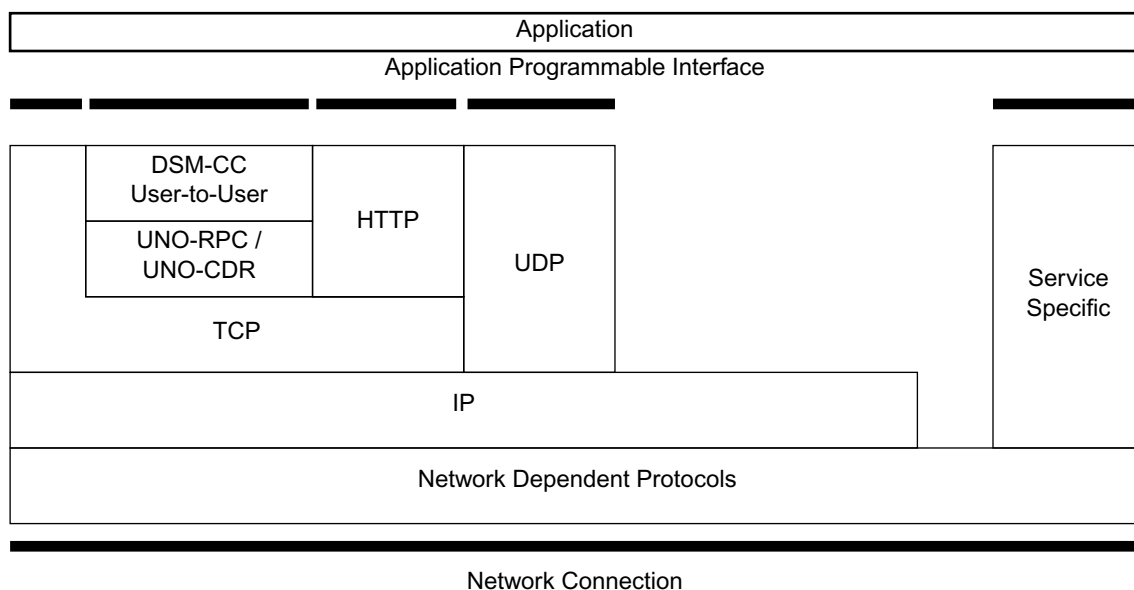 Application
Application Programmable Interface
DSM-CC
User-to-User
UNO-RPC /
UNO-CDR
HTTP
UDP
Service
Specific
TCP
IP
Network Dependent Protocols
Network Connection